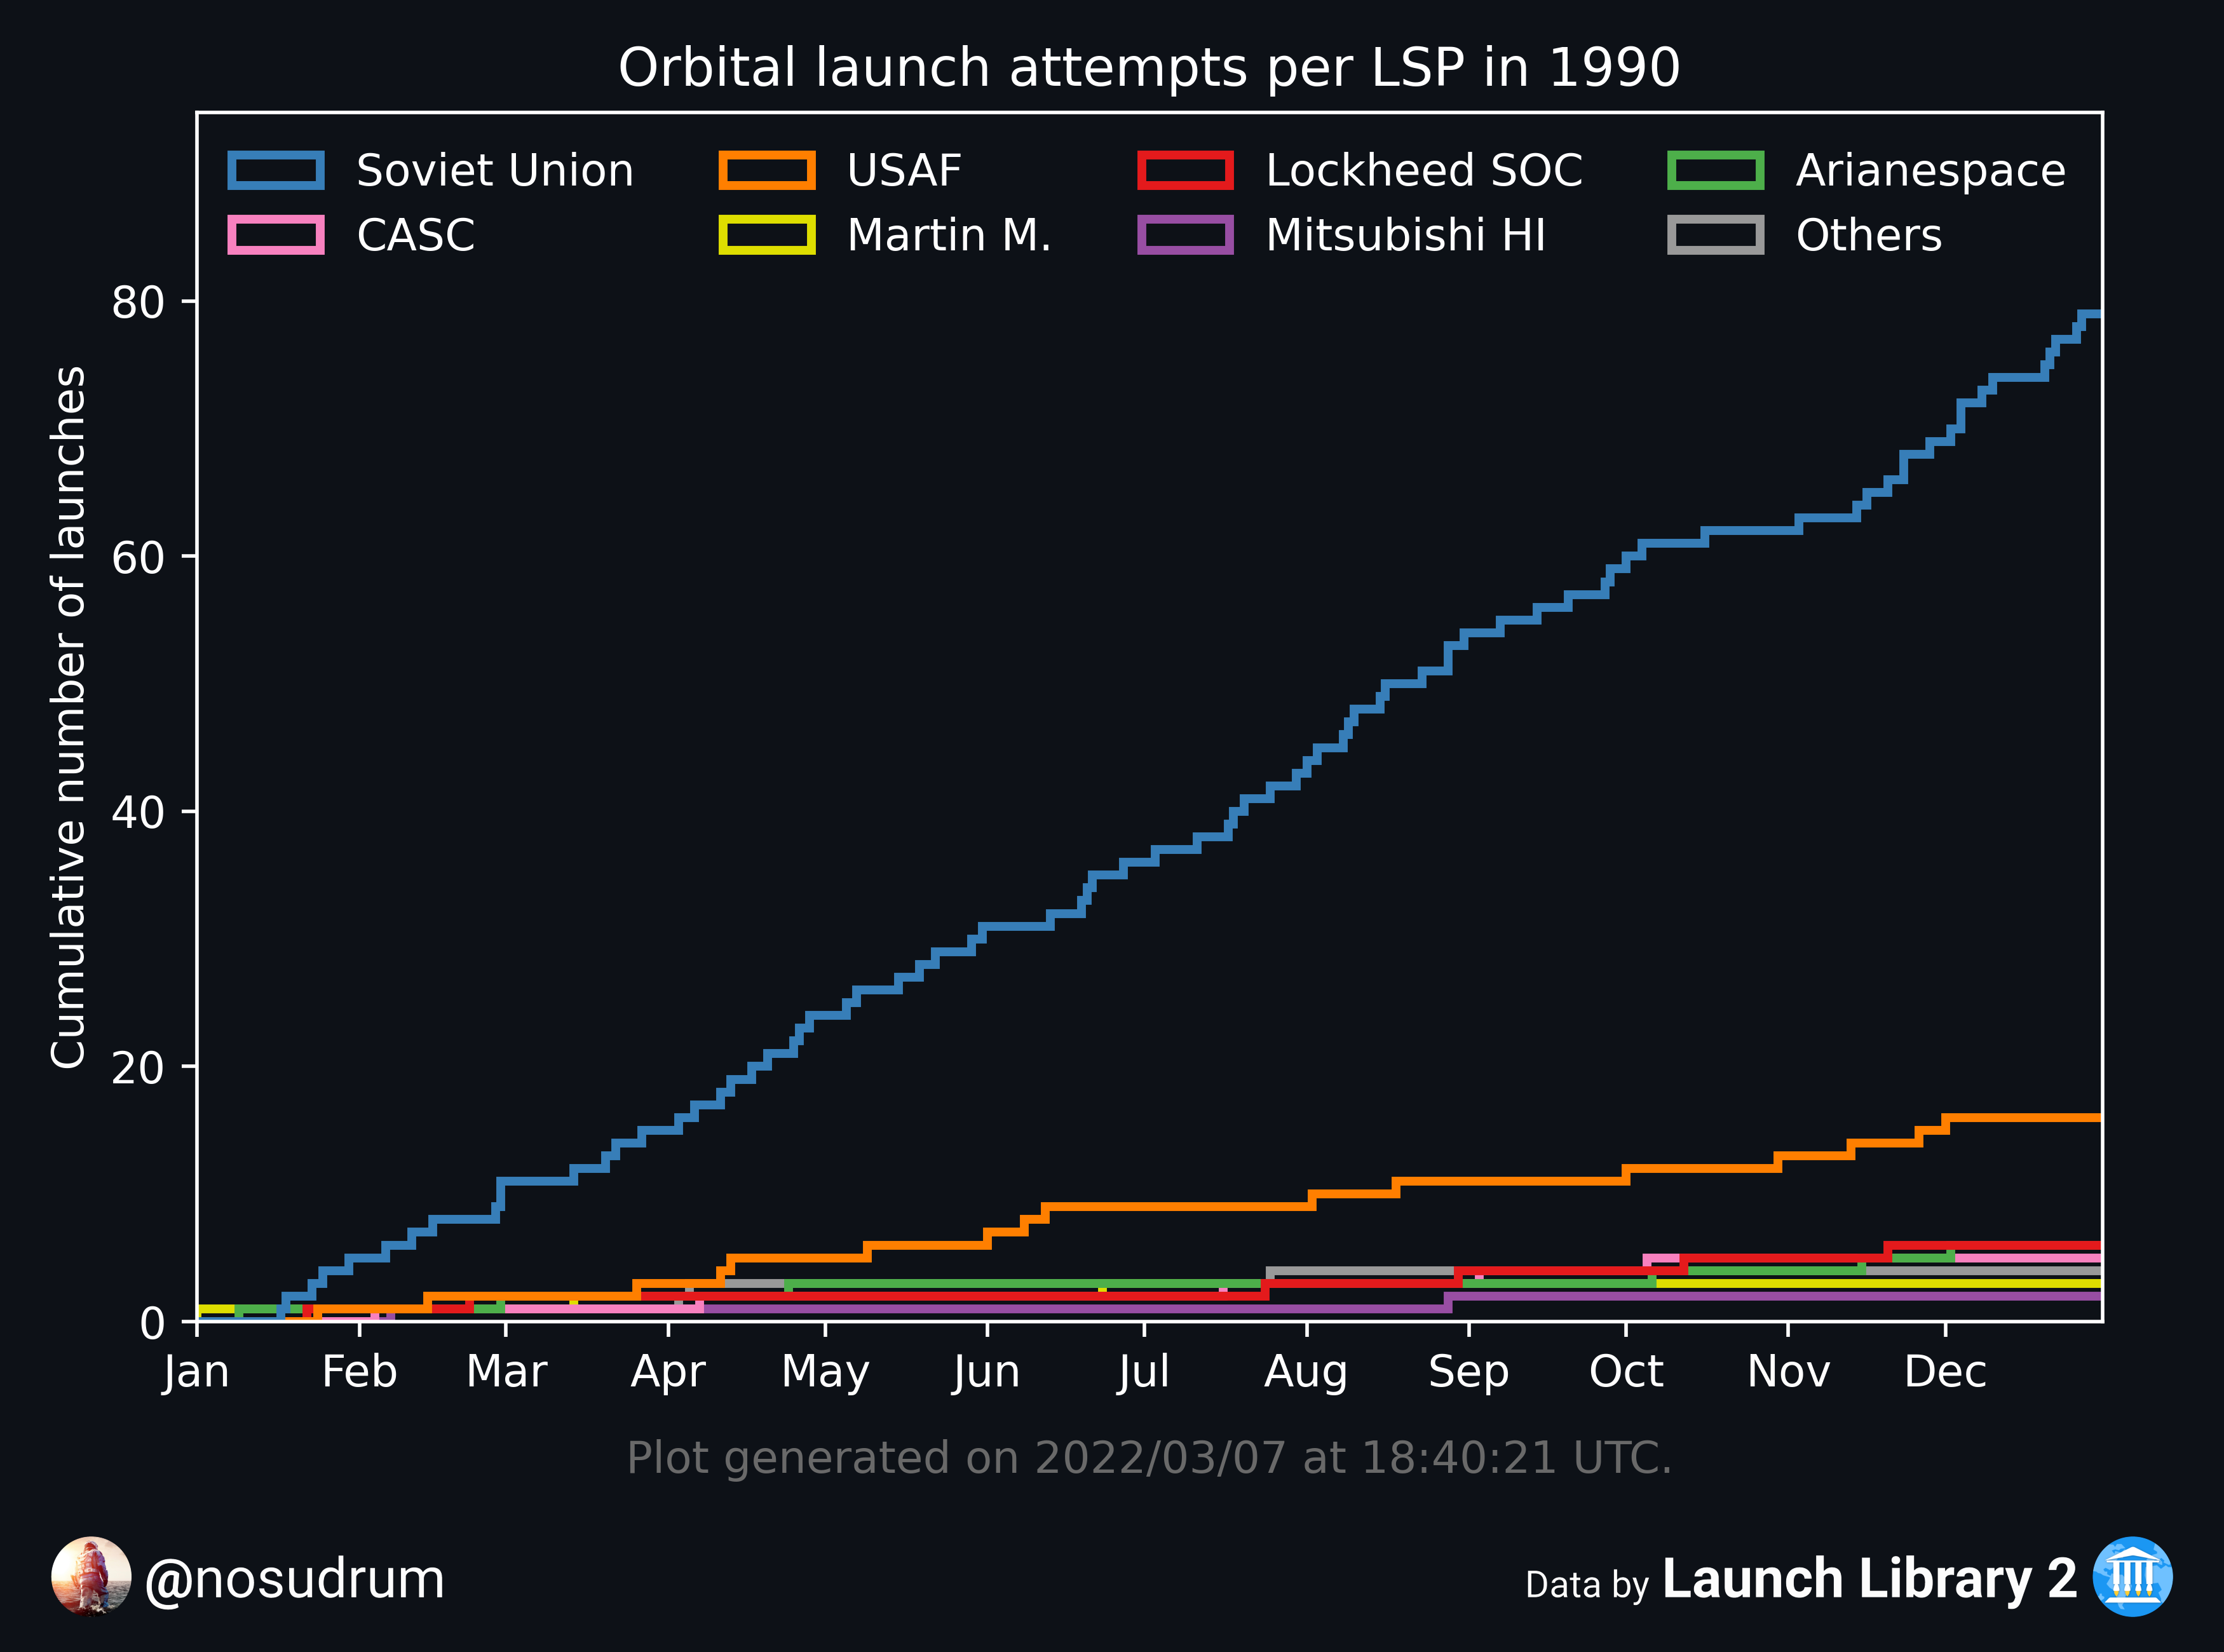 Orbital launch attempts per LSP in 1990
Soviet Union USAF Lockheed SOC Arianespace
CASC Martin M. Mitsubishi HI Others
Cumulative number of launches
80
60
40
20
0
Jan Feb Mar Apr May Jun Jul Aug Sep Oct Nov Dec
Plot generated on 2022/03/07 at 18:40:21 UTC.
@nosudrum
Data by Launch Library 2